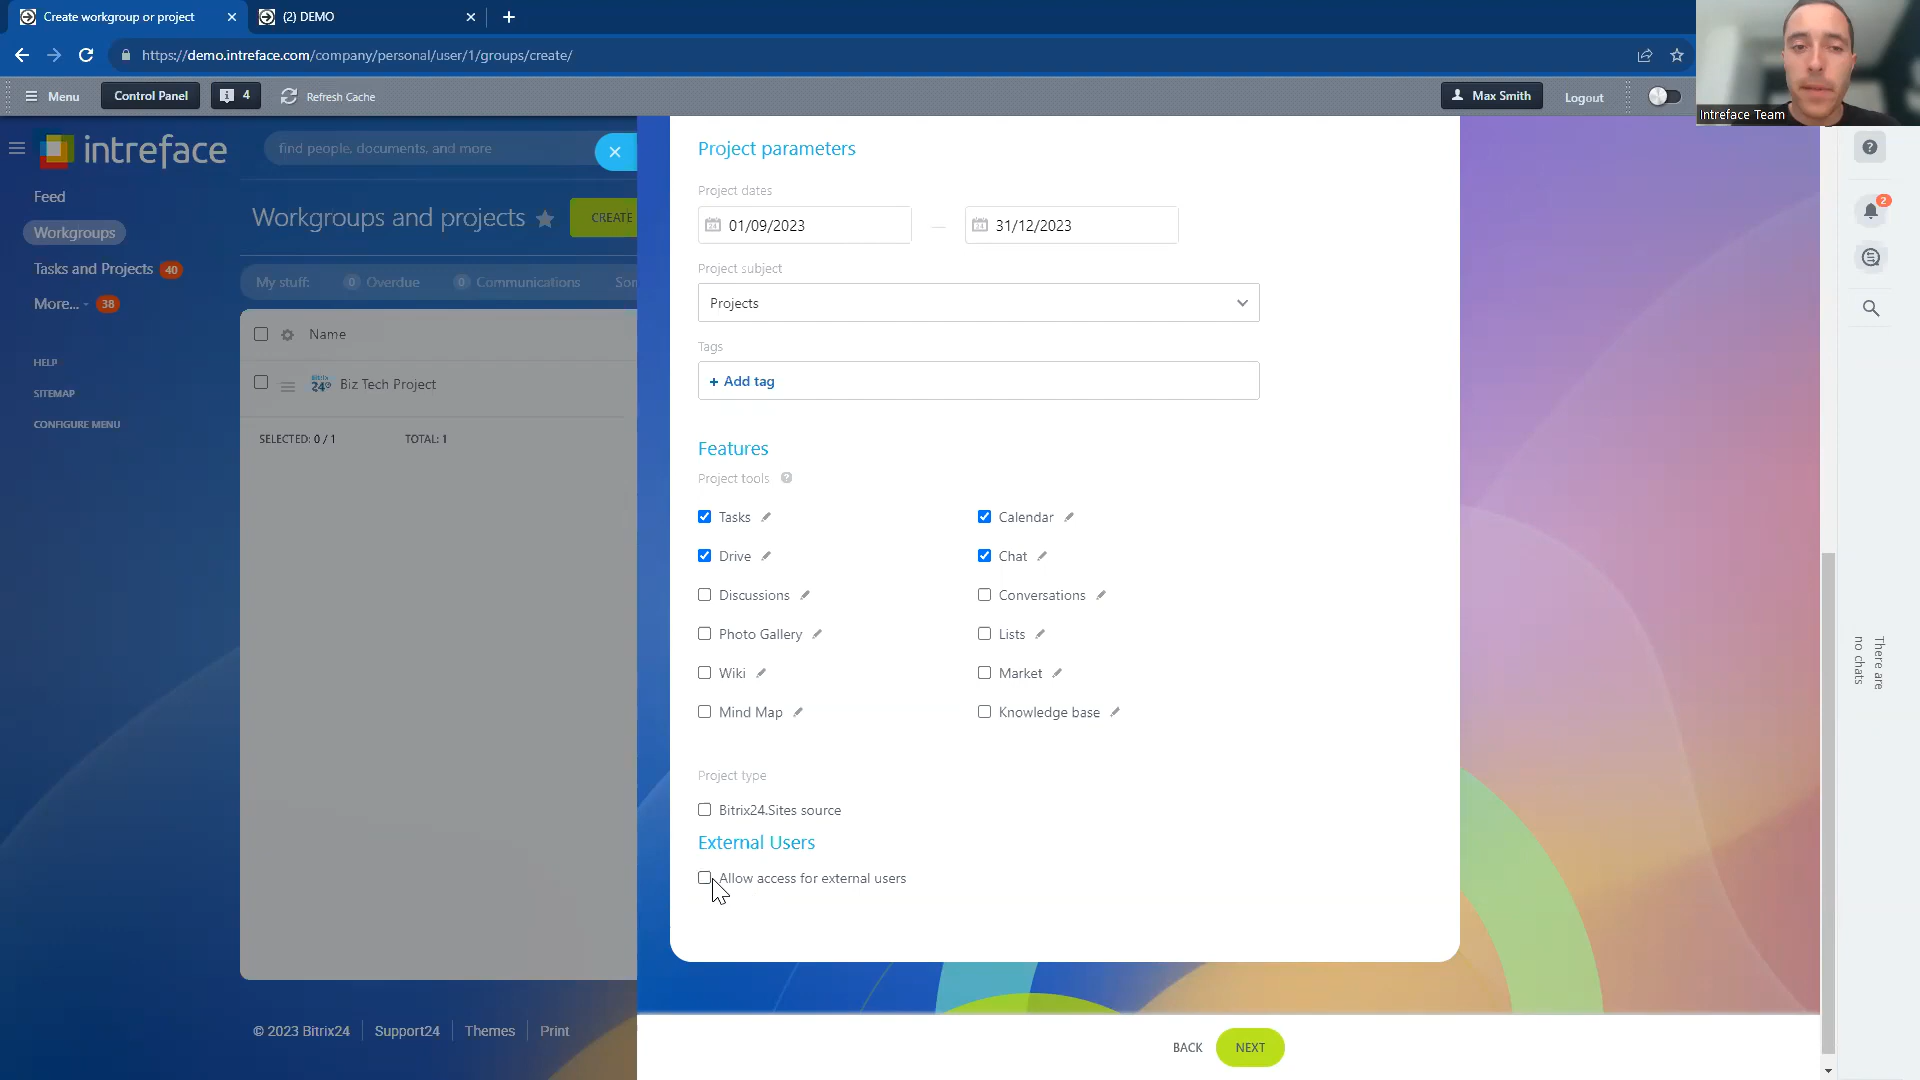 Create workgroup or project
(2) DEMO
https://demo.intreface.com/company/personal/user/1/groups/create/
Menu
Control Panel
4
Refresh Cache
Max Smith
Logout
Intreface Team
intreface
find people, documents, and more
Feed
Workgroups
Tasks and Projects 40
More... 38
HELP
SITEMAP
CONFIGURE MENU
Workgroups and projects
CREATE
My stuff:
0 Overdue
0 Communications
Name
Bitrix 24
Biz Tech Project
SELECTED: 0 / 1
TOTAL: 1
© 2023 Bitrix24
Support24
Themes
Print
Project parameters
Project dates
01/09/2023
31/12/2023
Project subject
Projects
Tags
+ Add tag
Features
Project tools ?
Tasks
Calendar
Drive
Chat
Discussions
Conversations
Photo Gallery
Lists
Wiki
Market
Mind Map
Knowledge base
Project type
Bitrix24.Sites source
External Users
Allow access for external users
BACK
NEXT
?
2
There are
no chats